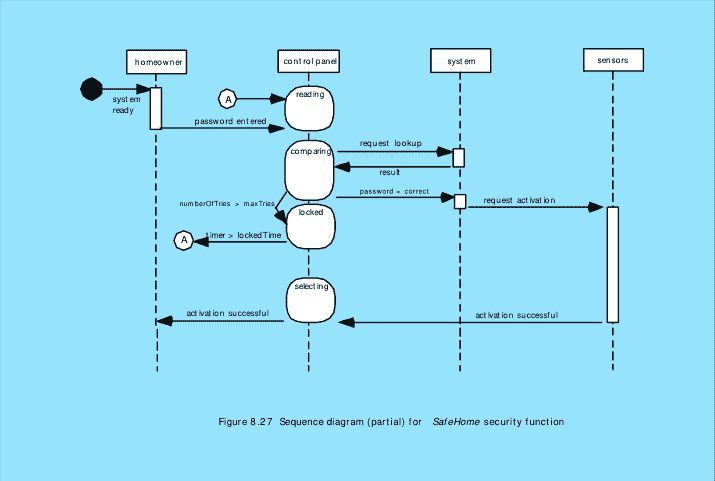 homeowner
control panel
system
sensors
system
ready
A
reading
password entered
comparing
request lookup
result
numberOfTries > maxTries
password = correct
request activation
locked
A
timer > lockedTime
selecting
activation successful
activation successful
Figure 8.27 Sequence diagram (partial) for SafeHome security function